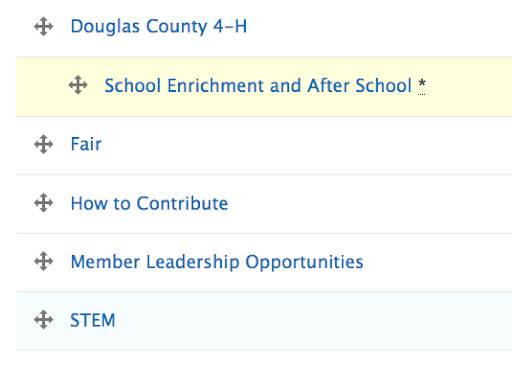 Douglas County 4-H
School Enrichment and After School *
Fair
How to Contribute
Member Leadership Opportunities
STEM